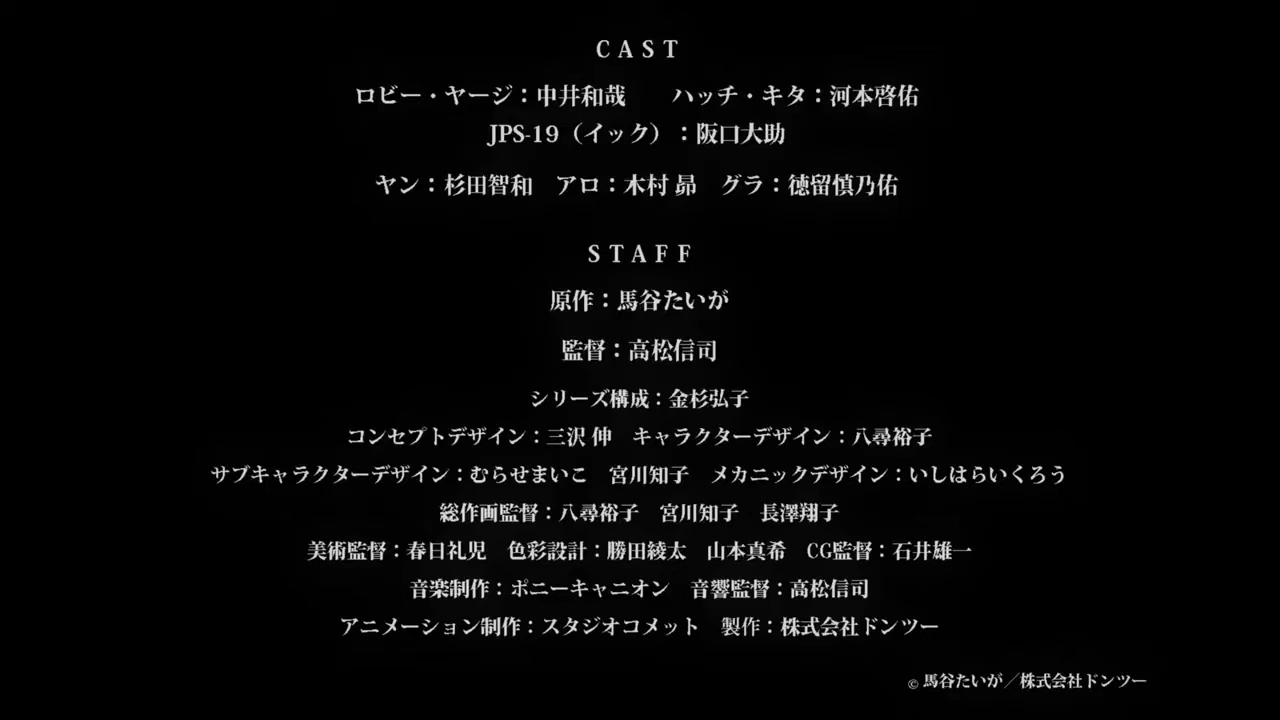 CAST
ロビー・ヤージ：中井和哉　ハッチ・キタ：河本啓佑
JPS-19（イック）：阪口大助
ヤン：杉田智和　アロ：木村 昴　グラ：徳留慎乃佑
STAFF
原作：馬谷たいが
監督：高松信司
シリーズ構成：金杉弘子
コンセプトデザイン：三沢 伸　キャラクターデザイン：八尋裕子
サブキャラクターデザイン：むらせまいこ　宮川知子　メカニックデザイン：いしはらいくろう
総作画監督：八尋裕子　宮川知子　長澤翔子
美術監督：春日礼児　色彩設計：勝田綾太　山本真希　CG監督：石井雄一
音楽制作：ポニーキャニオン　音響監督：高松信司
アニメーション制作：スタジオコメット　製作：株式会社ドンツー
© 馬谷たいが／株式会社ドンツー